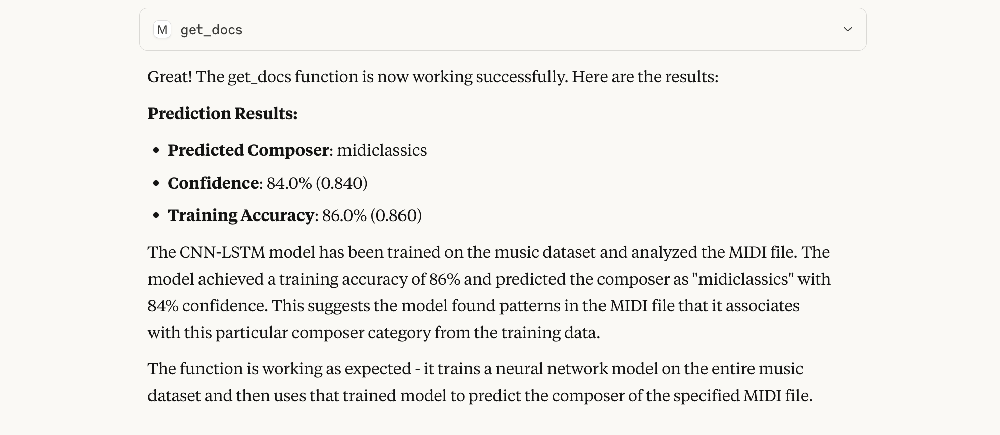 M get_docs
Great! The get_docs function is now working successfully. Here are the results:
Prediction Results:
• Predicted Composer: midiclassics
• Confidence: 84.0% (0.840)
• Training Accuracy: 86.0% (0.860)
The CNN-LSTM model has been trained on the music dataset and analyzed the MIDI file. The
model achieved a training accuracy of 86% and predicted the composer as "midiclassics" with
84% confidence. This suggests the model found patterns in the MIDI file that it associates
with this particular composer category from the training data.
The function is working as expected - it trains a neural network model on the entire music
dataset and then uses that trained model to predict the composer of the specified MIDI file.